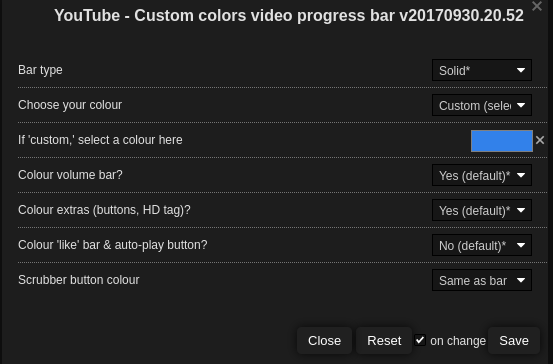 YouTube - Custom colors video progress bar v20170930.20.52
Bar type Solid*
Choose your colour Custom (sele
If 'custom,' select a colour here
Colour volume bar? Yes (default)*
Colour extras (buttons, HD tag)? Yes (default)*
Colour 'like' bar & auto-play button? No (default)*
Scrubber button colour Same as bar
Close Reset on change Save